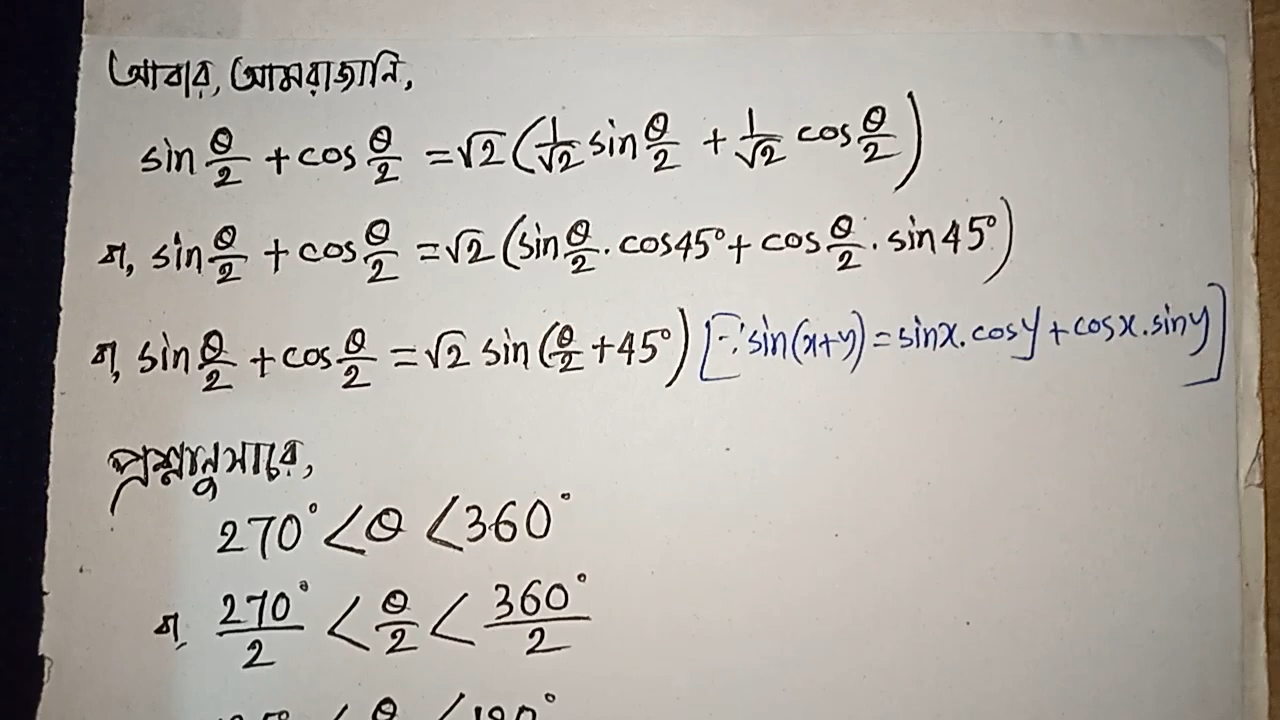 আবার, আমরা জানি,
sin θ/2 + cos θ/2 = √2 (1/√2 sin θ/2 + 1/√2 cos θ/2)
বা, sin θ/2 + cos θ/2 = √2 (sin θ/2 . cos45° + cos θ/2 . sin45°)
বা, sin θ/2 + cos θ/2 = √2 sin (θ/2 + 45°) [∵ sin(x+y) = sinx.cosy + cosx.siny]
প্রশ্নানুসারে,
270° < θ < 360°
বা, 270°/2 < θ/2 < 360°/2